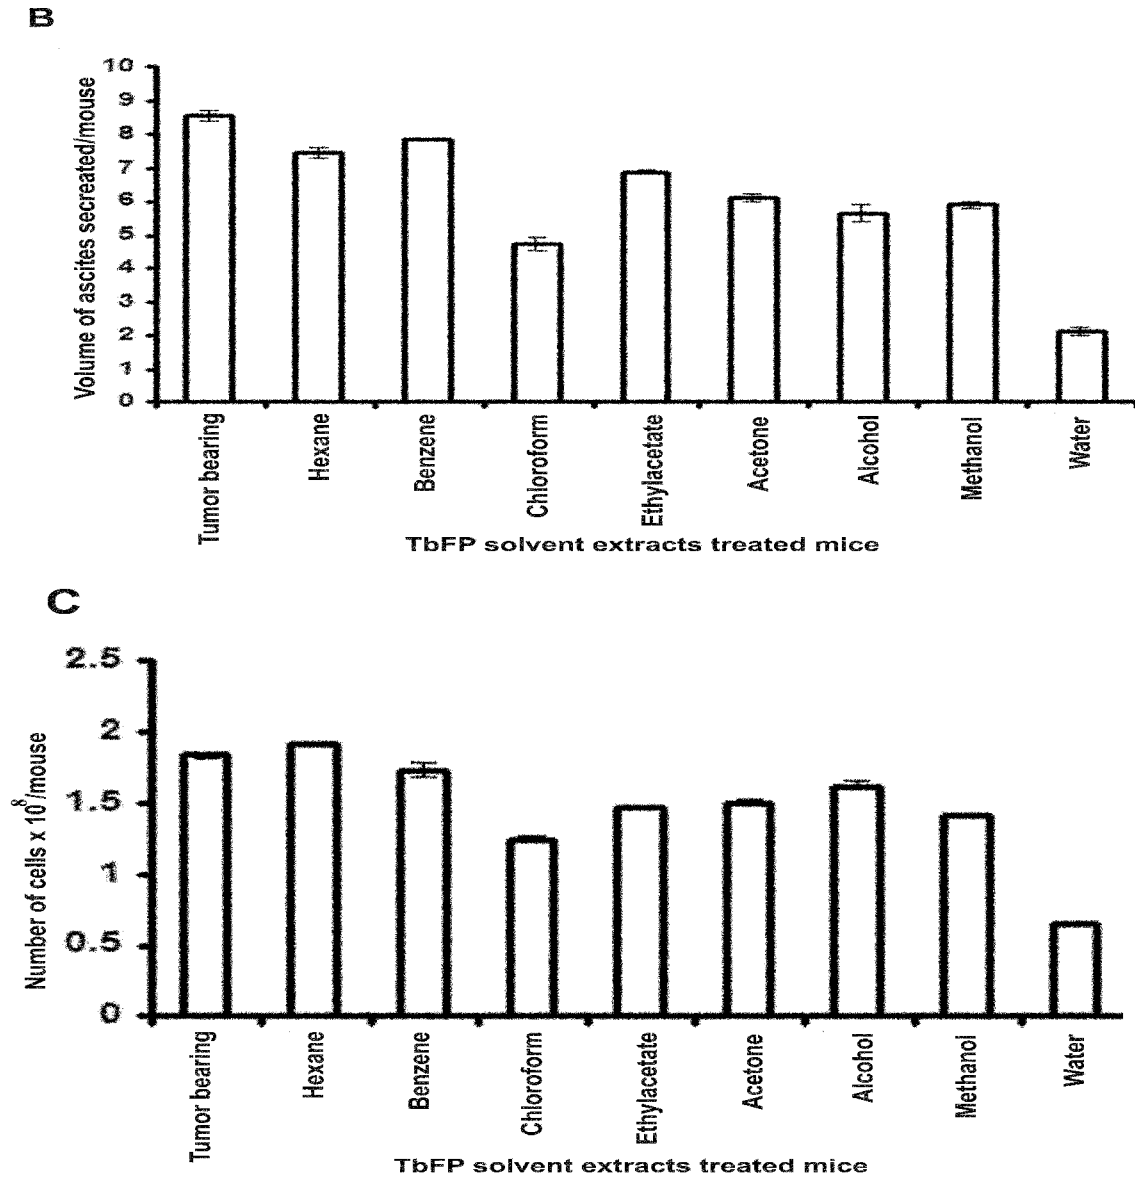 B
10
9
8
7
6
5
4
3
2
1
0
Volume of ascites secreated/mouse
Tumor bearing
Hexane
Benzene
Chloroform
Ethylacetate
Acetone
Alcohol
Methanol
Water
TbFP solvent extracts treated mice
C
2.5
2
1.5
1
0.5
0
Number of cells x 10⁸/mouse
Tumor bearing
Hexane
Benzene
Chloroform
Ethylacetate
Acetone
Alcohol
Methanol
Water
TbFP solvent extracts treated mice